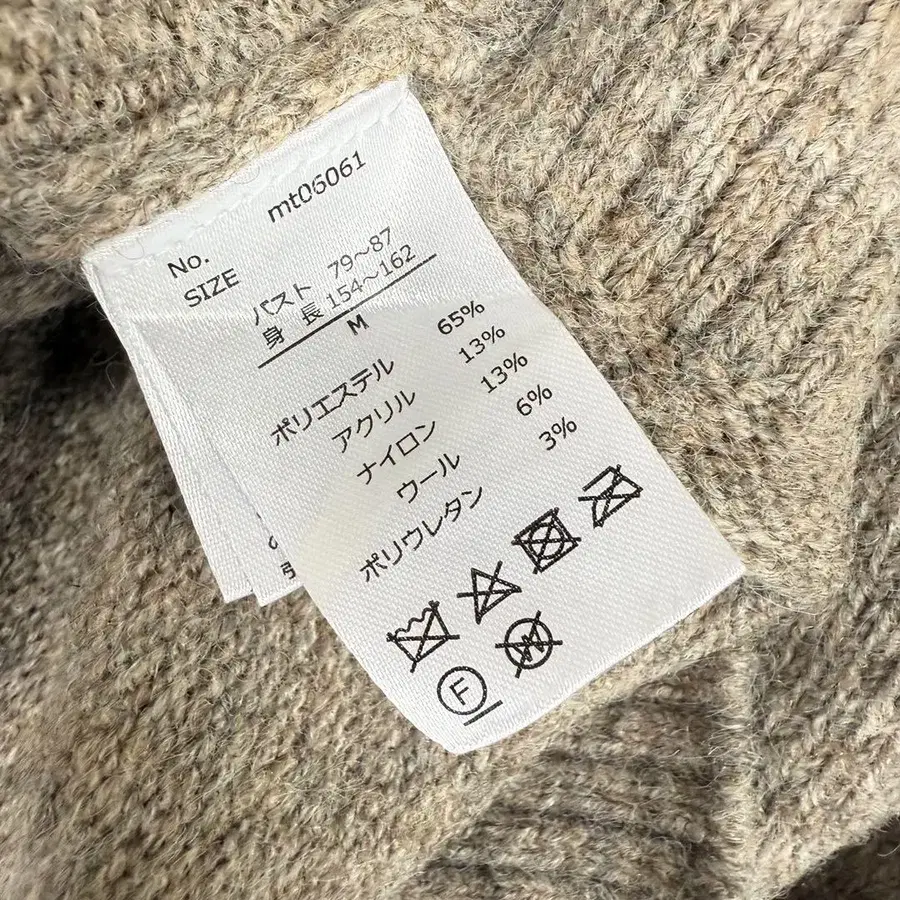 No. mt06061
SIZE
バスト 79～87
身 長 154～162
M
ポリエステル 65%
アクリル 13%
ナイロン 13%
ウール 6%
ポリウレタン 3%
F W